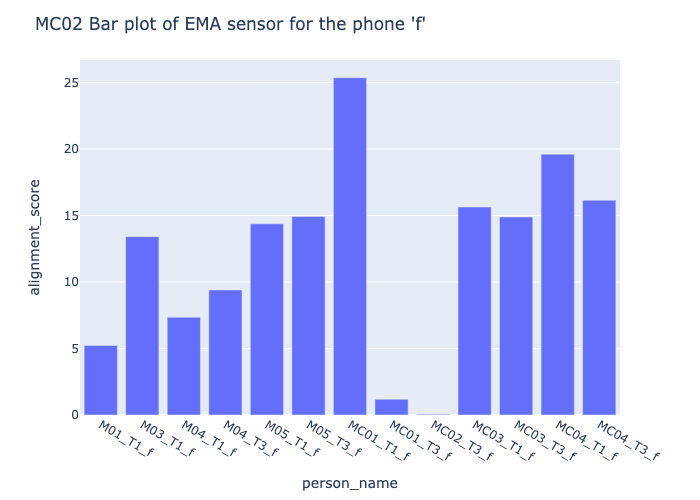 MC02 Bar plot of EMA sensor for the phone 'f'
25
20
15
10
5
0
alignment_score
M01_T1_f
M03_T1_f
M04_T1_f
M04_T3_f
M05_T1_f
M05_T3_f
MC01_T1_f
MC01_T3_f
MC02_T3_f
MC03_T1_f
MC03_T3_f
MC04_T1_f
MC04_T3_f
person_name